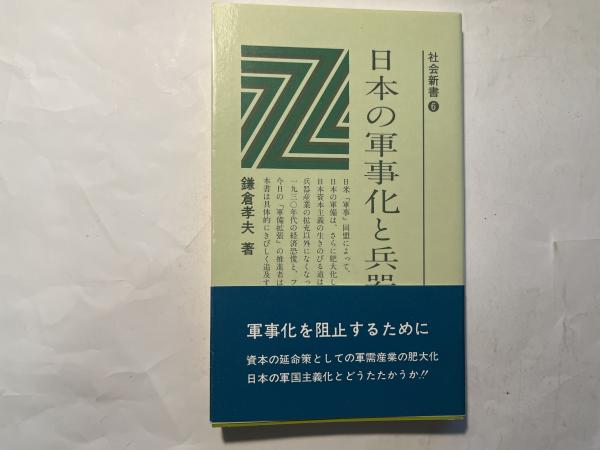 社会新書 6
日本の軍事化と兵器
日米「軍事」同盟によって、
日本の軍備は、さらに肥大化し
日本資本主義の生きのびる道は
兵器産業の拡充以外になくなっ
一九三〇年代の経済恐慌と、フ
今日の「軍備拡張」の推進者は
本書は具体的にきびしく追及す
鎌倉孝夫 著
軍事化を阻止するために
資本の延命策としての軍需産業の肥大化
日本の軍国主義化とどうたたかうか!!